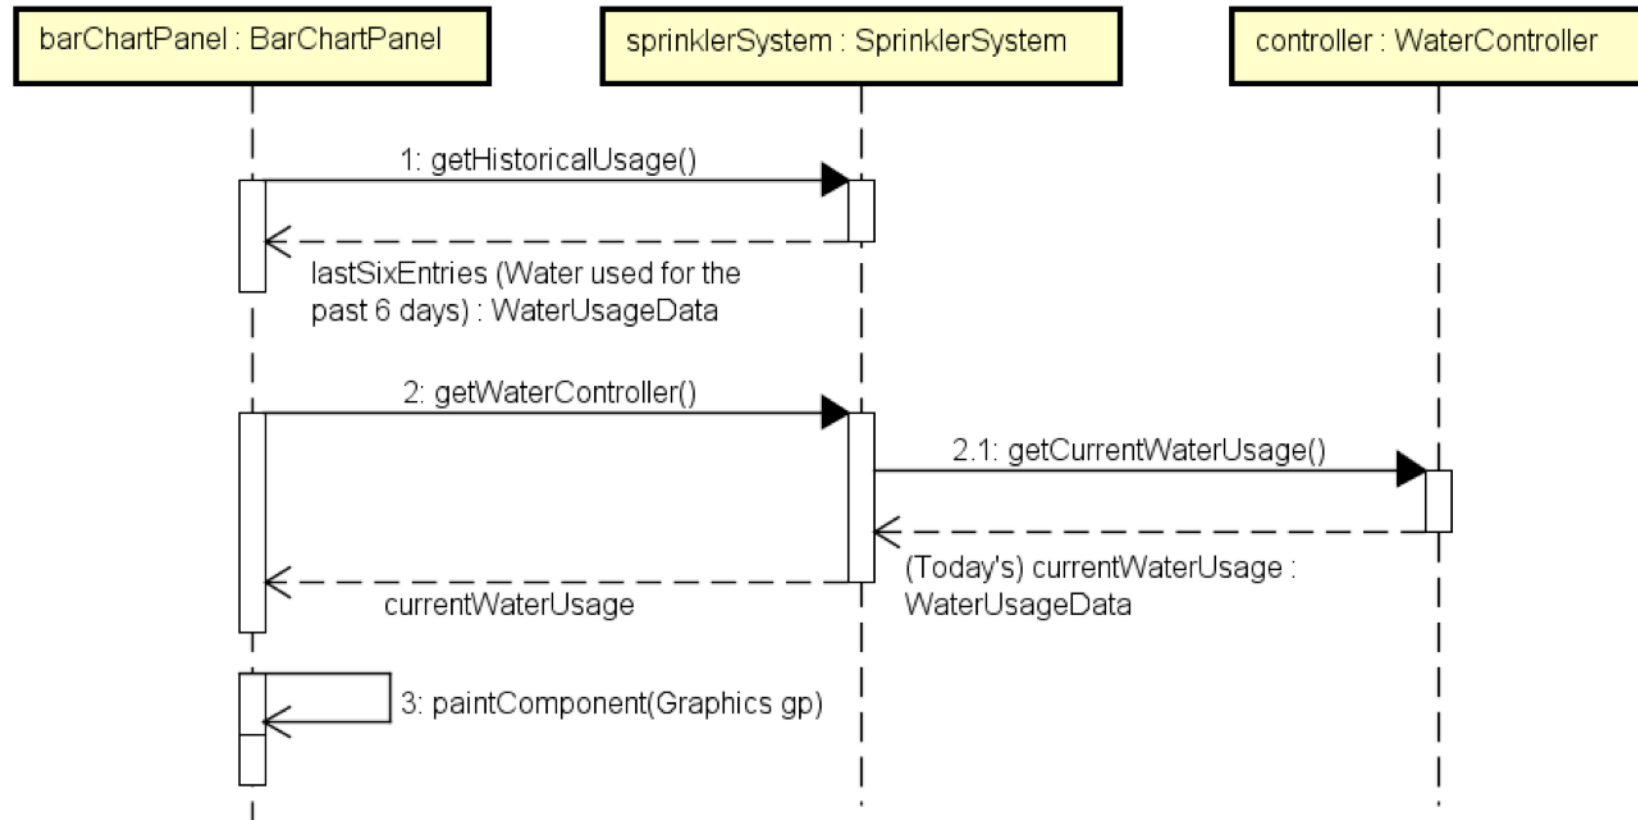 barChartPanel : BarChartPanel
sprinklerSystem : SprinklerSystem
controller : WaterController
1: getHistoricalUsage()
lastSixEntries (Water used for the
past 6 days) : WaterUsageData
2: getWaterController()
2.1: getCurrentWaterUsage()
(Today's) currentWaterUsage :
WaterUsageData
currentWaterUsage
3: paintComponent(Graphics gp)